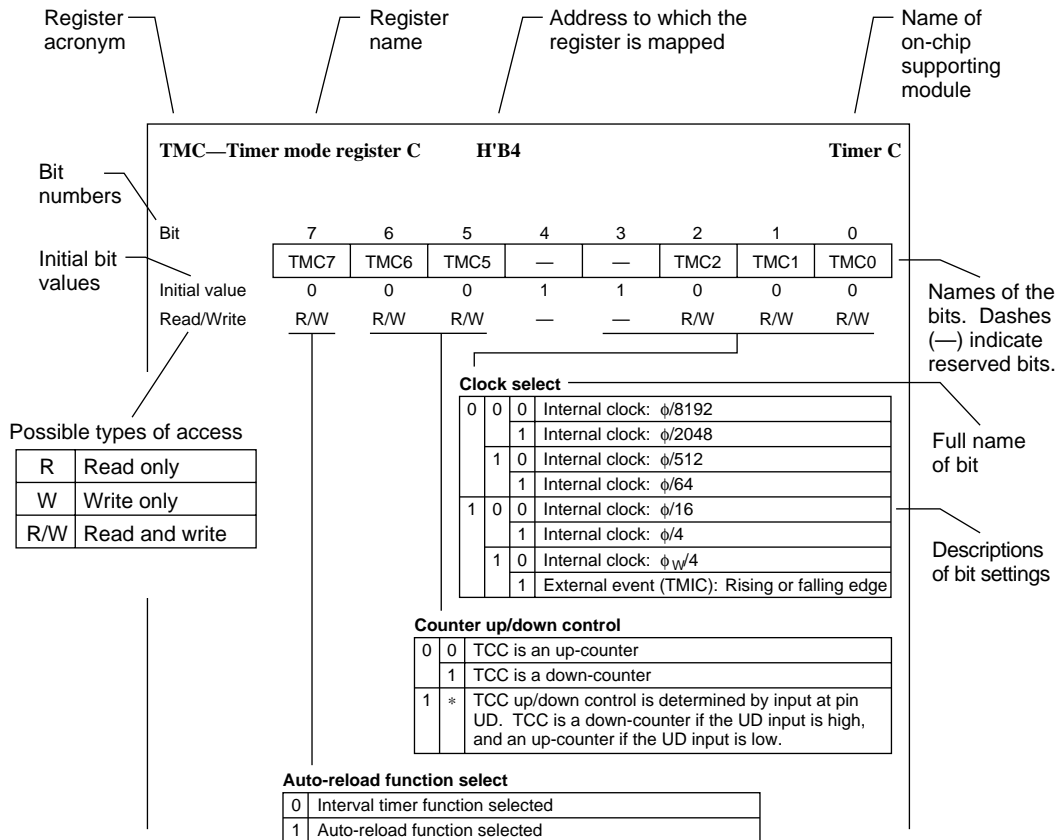 Register
acronym
Register
name
Address to which the
register is mapped
Name of
on-chip
supporting
module
TMC—Timer mode register C H'B4 Timer C
Bit
numbers
Bit 7 6 5 4 3 2 1 0
TMC7 TMC6 TMC5 — — TMC2 TMC1 TMC0
Initial bit
values
Initial value 0 0 0 1 1 0 0 0
Read/Write R/W R/W R/W — — R/W R/W R/W
Names of the
bits. Dashes
(—) indicate
reserved bits.
Possible types of access
R Read only
W Write only
R/W Read and write
Clock select
0 0 0 Internal clock: ϕ/8192
1 Internal clock: ϕ/2048
1 0 Internal clock: ϕ/512
1 Internal clock: ϕ/64
1 0 0 Internal clock: ϕ/16
1 Internal clock: ϕ/4
1 0 Internal clock: ϕW/4
1 External event (TMIC): Rising or falling edge
Full name
of bit
Descriptions
of bit settings
Counter up/down control
0 0 TCC is an up-counter
1 TCC is a down-counter
1 * TCC up/down control is determined by input at pin
UD. TCC is a down-counter if the UD input is high,
and an up-counter if the UD input is low.
Auto-reload function select
0 Interval timer function selected
1 Auto-reload function selected